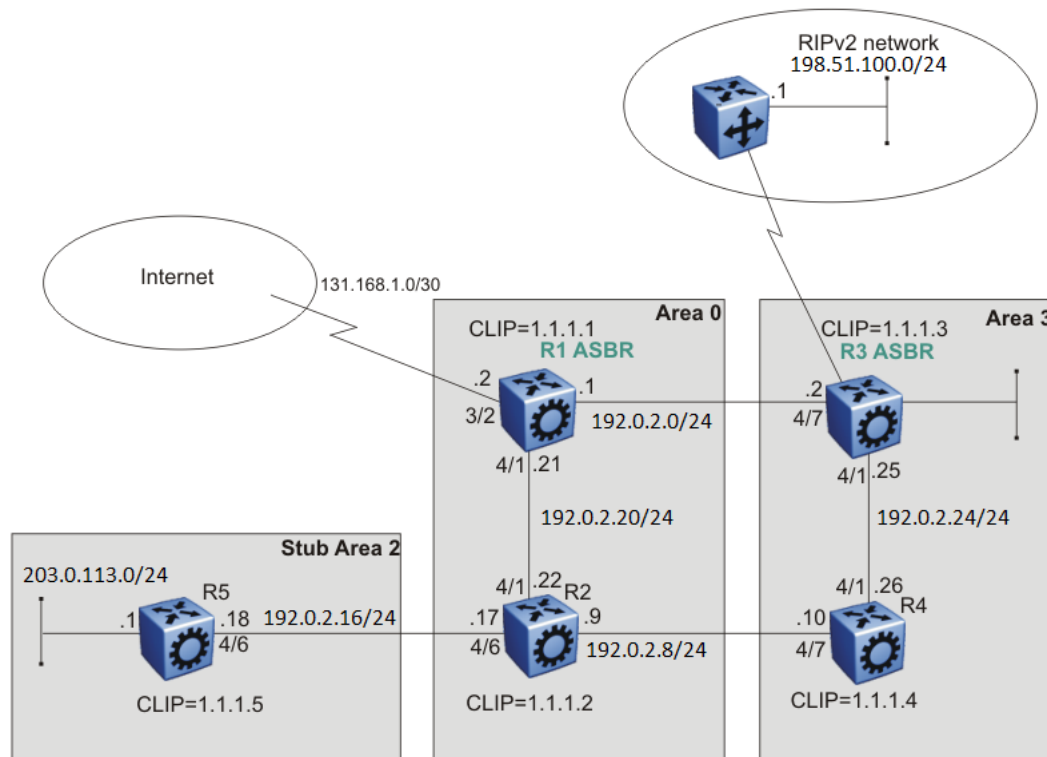 RIPv2 network
198.51.100.0/24
.1
Internet
131.168.1.0/30
Area 0
CLIP=1.1.1.1
R1 ASBR
.2
.1
3/2
192.0.2.0/24
4/1
.21
192.0.2.20/24
Area 3
CLIP=1.1.1.3
R3 ASBR
.2
4/7
4/1
.25
192.0.2.24/24
Stub Area 2
203.0.113.0/24
R5
.1
.18
4/6
192.0.2.16/24
CLIP=1.1.1.5
4/1
.22
R2
.17
.9
4/6
192.0.2.8/24
CLIP=1.1.1.2
4/1
.26
R4
.10
4/7
CLIP=1.1.1.4